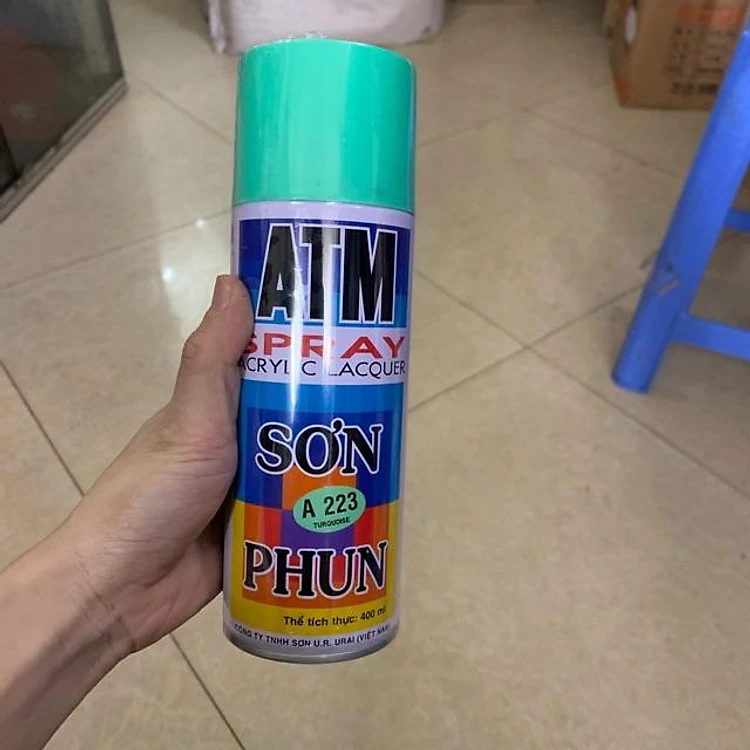 ATM
SPRAY
ACRYLIC LACQUER
SƠN
A 223
TURQUOISE
PHUN
Thể tích thực: 400 ml
CÔNG TY TNHH SƠN U.R. URAI (VIỆT NAM)